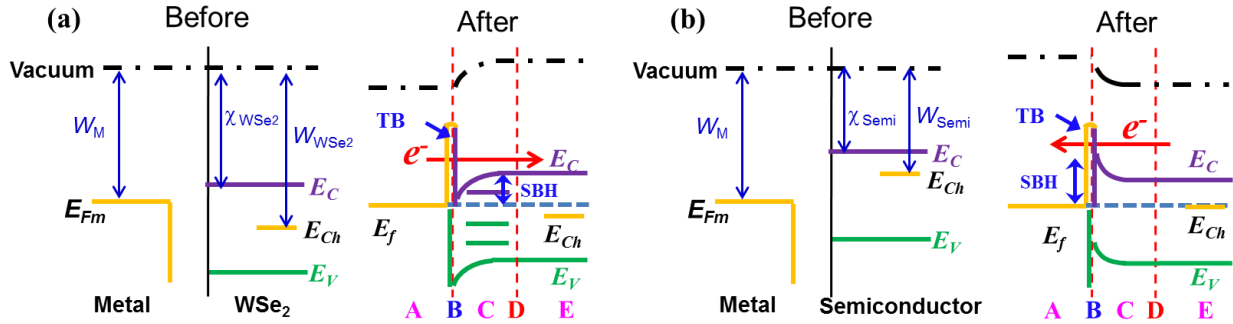 (a) Before After
Vacuum
W_M
χ_WSe2
W_WSe2
E_C
E_Fm
E_Ch
E_V
Metal WSe₂
TB
e⁻
E_C
SBH
E_f
E_Ch
E_V
A B C D E
(b) Before After
Vacuum
W_M
χ_Semi
W_Semi
E_C
E_Ch
E_Fm
E_V
Metal Semiconductor
TB
e⁻
SBH
E_C
E_f
E_Ch
E_V
A B C D E